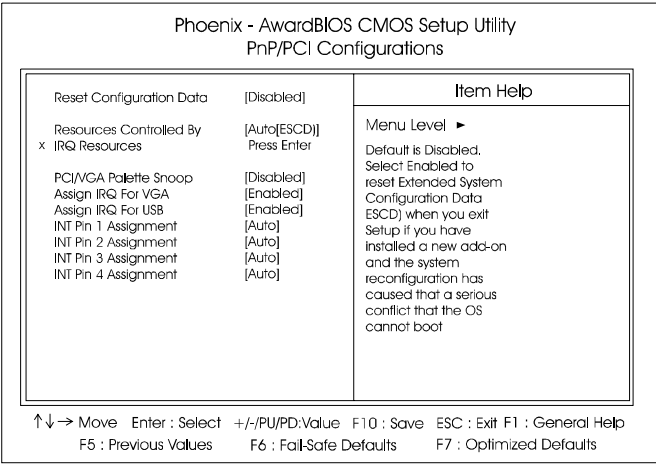 Phoenix - AwardBIOS CMOS Setup Utility
PnP/PCI Configurations
Reset Configuration Data [Disabled]
Resources Controlled By [Auto[ESCD)]
x IRQ Resources Press Enter
PCI/VGA Palette Snoop [Disabled]
Assign IRQ For VGA [Enabled]
Assign IRQ For USB [Enabled]
INT Pin 1 Assignment [Auto]
INT Pin 2 Assignment [Auto]
INT Pin 3 Assignment [Auto]
INT Pin 4 Assignment [Auto]
Item Help
Menu Level ►
Default is Disabled.
Select Enabled to
reset Extended System
Configuration Data
ESCD) when you exit
Setup if you have
installed a new add-on
and the system
reconfiguration has
caused that a serious
conflict that the OS
cannot boot
↑↓→ Move Enter : Select +/-/PU/PD:Value F10 : Save ESC : Exit F1 : General Help
F5 : Previous Values F6 : Fail-Safe Defaults F7 : Optimized Defaults